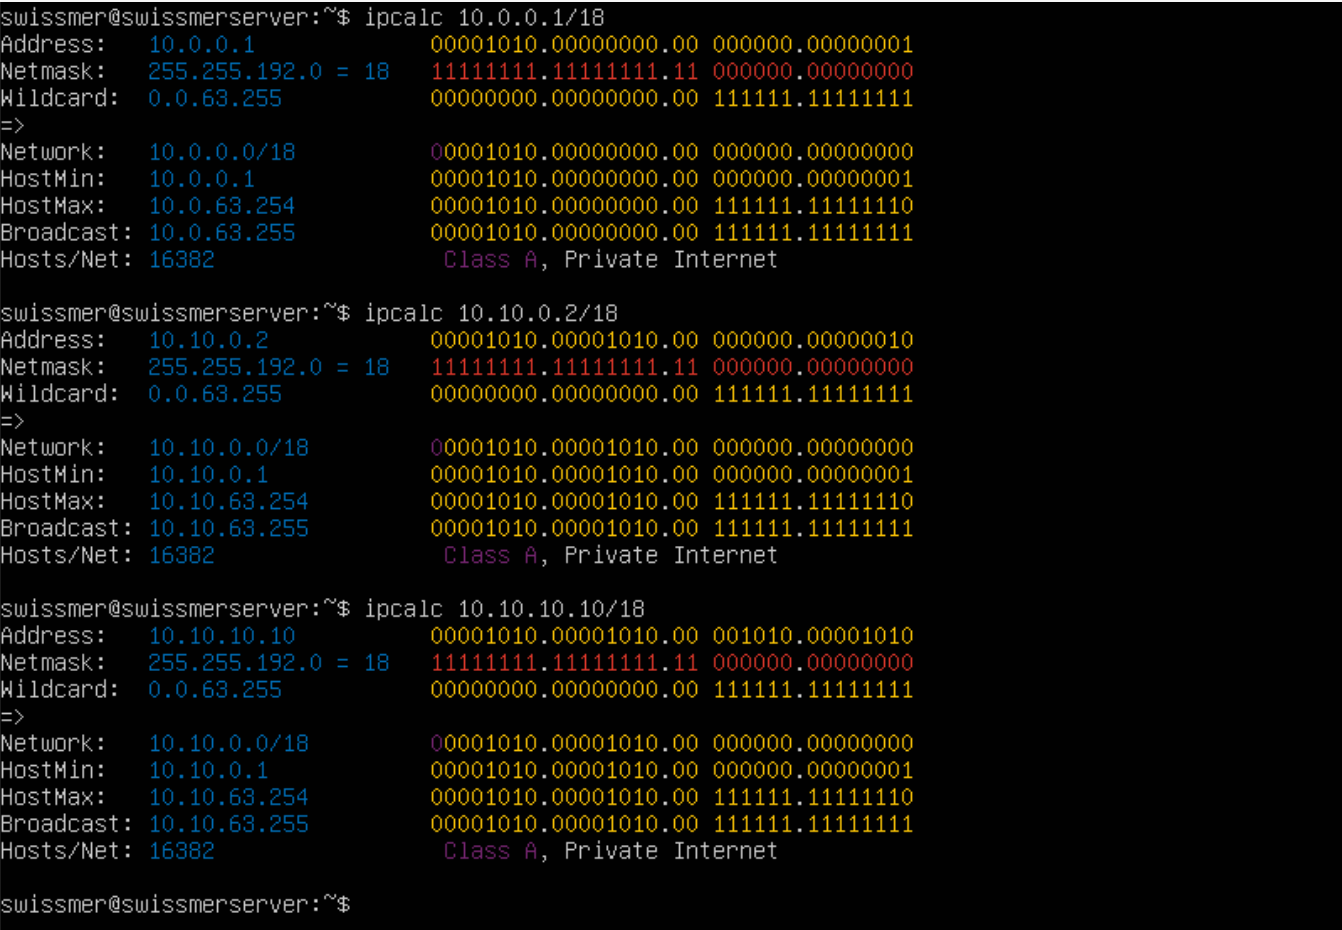 swissmer@swissmerserver:~$ ipcalc 10.0.0.1/18
Address:   10.0.0.1             00001010.00000000.00 000000.00000001
Netmask:   255.255.192.0 = 18   11111111.11111111.11 000000.00000000
Wildcard:  0.0.63.255           00000000.00000000.00 111111.11111111
=>
Network:   10.0.0.0/18          00001010.00000000.00 000000.00000000
HostMin:   10.0.0.1             00001010.00000000.00 000000.00000001
HostMax:   10.0.63.254          00001010.00000000.00 111111.11111110
Broadcast: 10.0.63.255          00001010.00000000.00 111111.11111111
Hosts/Net: 16382                 Class A, Private Internet
swissmer@swissmerserver:~$ ipcalc 10.10.0.2/18
Address:   10.10.0.2            00001010.00001010.00 000000.00000010
Netmask:   255.255.192.0 = 18   11111111.11111111.11 000000.00000000
Wildcard:  0.0.63.255           00000000.00000000.00 111111.11111111
=>
Network:   10.10.0.0/18         00001010.00001010.00 000000.00000000
HostMin:   10.10.0.1            00001010.00001010.00 000000.00000001
HostMax:   10.10.63.254         00001010.00001010.00 111111.11111110
Broadcast: 10.10.63.255         00001010.00001010.00 111111.11111111
Hosts/Net: 16382                 Class A, Private Internet
swissmer@swissmerserver:~$ ipcalc 10.10.10.10/18
Address:   10.10.10.10          00001010.00001010.00 001010.00001010
Netmask:   255.255.192.0 = 18   11111111.11111111.11 000000.00000000
Wildcard:  0.0.63.255           00000000.00000000.00 111111.11111111
=>
Network:   10.10.0.0/18         00001010.00001010.00 000000.00000000
HostMin:   10.10.0.1            00001010.00001010.00 000000.00000001
HostMax:   10.10.63.254         00001010.00001010.00 111111.11111110
Broadcast: 10.10.63.255         00001010.00001010.00 111111.11111111
Hosts/Net: 16382                 Class A, Private Internet
swissmer@swissmerserver:~$